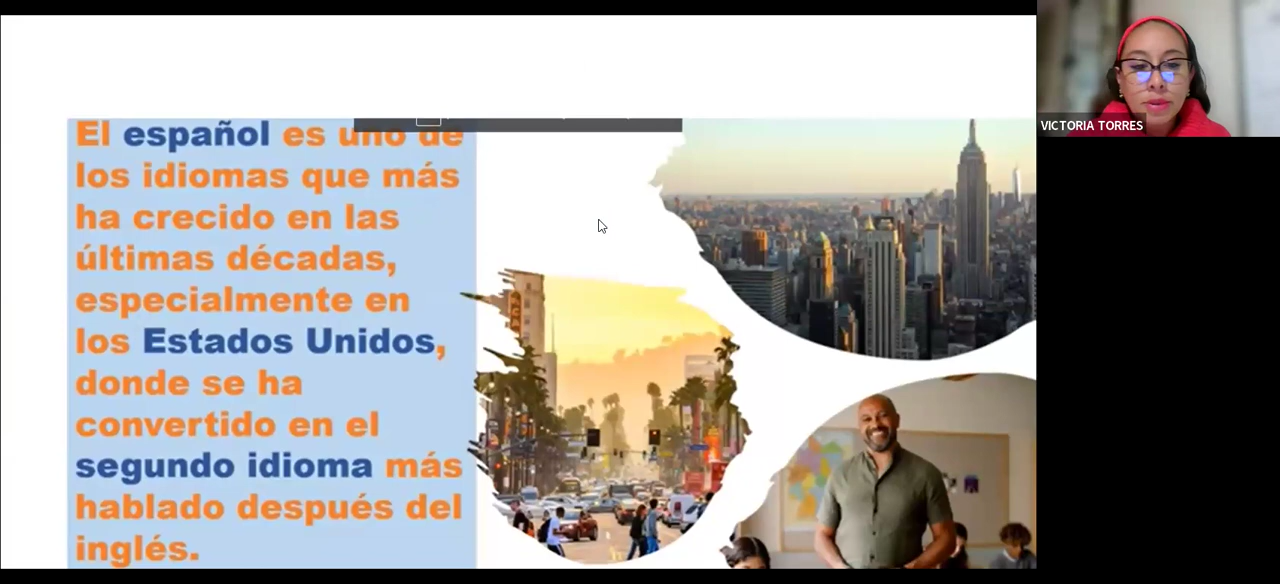 El español es uno de
los idiomas que más
ha crecido en las
últimas décadas,
especialmente en
los Estados Unidos,
donde se ha
convertido en el
segundo idioma más
hablado después del
inglés.
VICTORIA TORRES